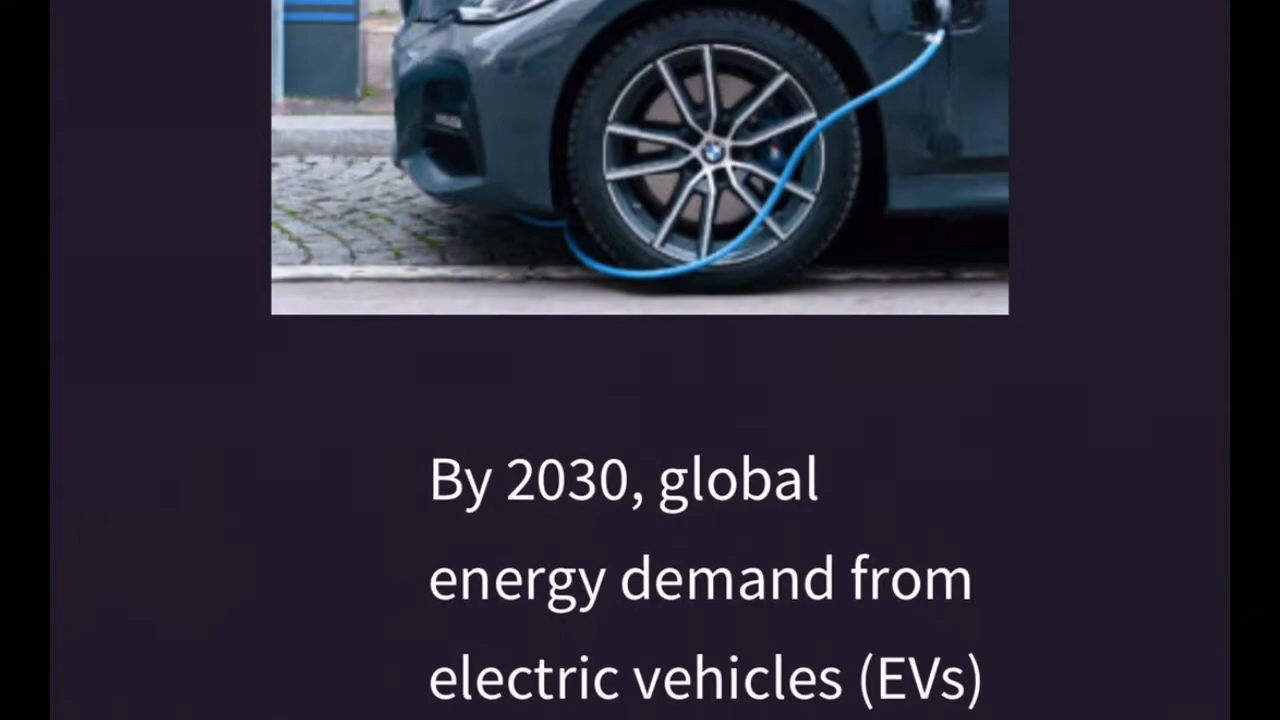 By 2030, global
energy demand from
electric vehicles (EVs)